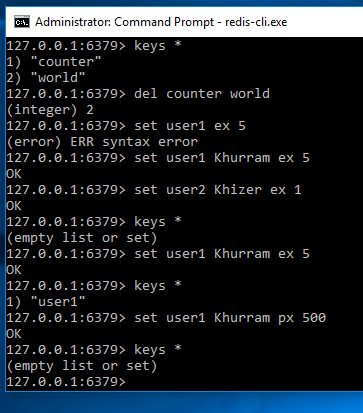 Administrator: Command Prompt - redis-cli.exe
127.0.0.1:6379> keys *
1) "counter"
2) "world"
127.0.0.1:6379> del counter world
(integer) 2
127.0.0.1:6379> set user1 ex 5
(error) ERR syntax error
127.0.0.1:6379> set user1 Khurram ex 5
OK
127.0.0.1:6379> set user2 Khizer ex 1
OK
127.0.0.1:6379> keys *
(empty list or set)
127.0.0.1:6379> set user1 Khurram ex 5
OK
127.0.0.1:6379> keys *
1) "user1"
127.0.0.1:6379> set user1 Khurram px 500
OK
127.0.0.1:6379> keys *
(empty list or set)
127.0.0.1:6379>